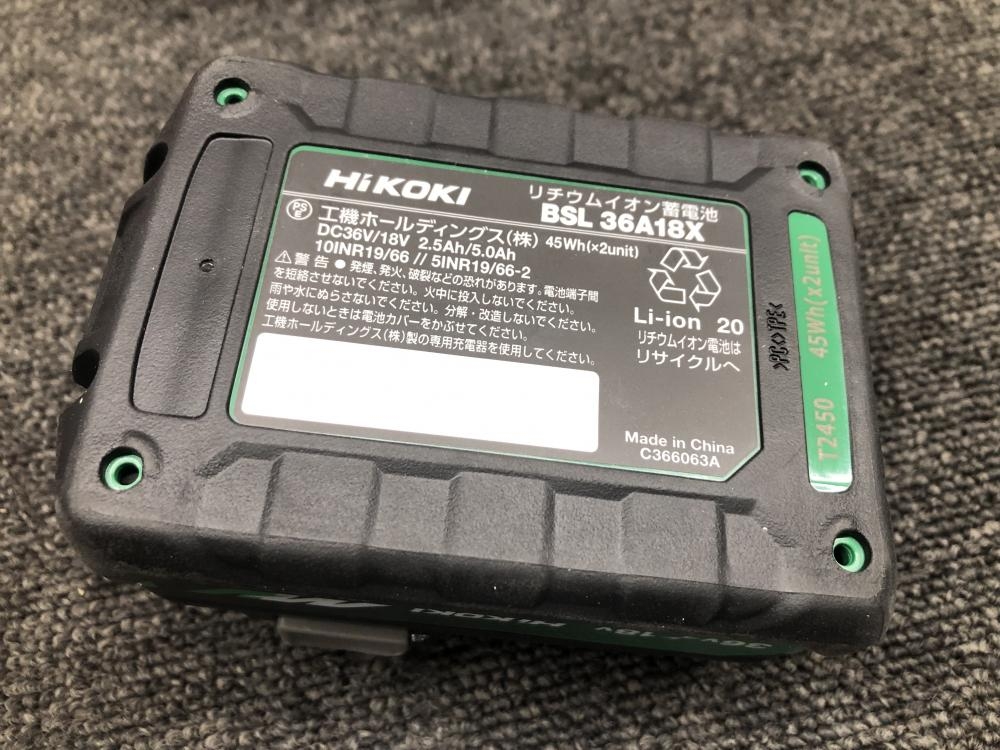 HiKOKI
リチウムイオン蓄電池
BSL 36A18X
PS E 工機ホールディングス(株) 45Wh(×2unit)
DC36V/18V 2.5Ah/5.0Ah
10INR19/66 // 5INR19/66-2
⚠警告 ● 発煙、発火、破裂などの恐れがあります。電池端子間
を短絡させないでください。火中に投入しないでください。
雨や水にぬらさないでください。分解・改造しないでください。
使用しないときは電池カバーをかぶせてください。
工機ホールディングス(株)製の専用充電器を使用してください。
Li-ion 20
リチウムイオン電池は
リサイクルへ
Made in China
C366063A
T2450 45Wh(x2unit)
36V/18V HiKOKI